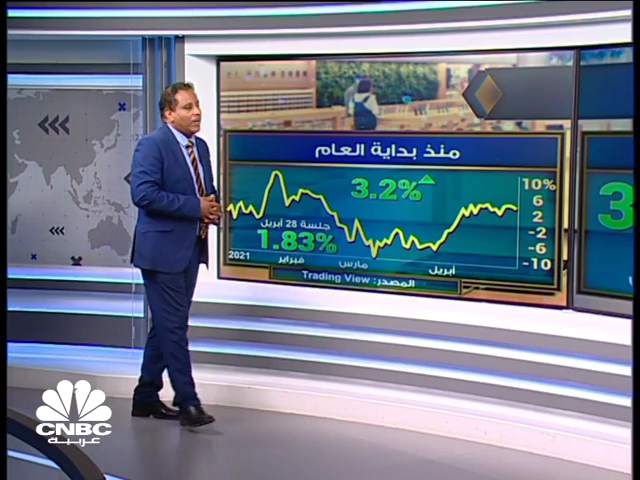 منذ بداية العام
3.2%
10%
6
2
-2
-6
-10
جلسة 28 أبريل
1.83%
2021
فبراير
مارس
أبريل
المصدر: Trading View
3
CNBC
عربية